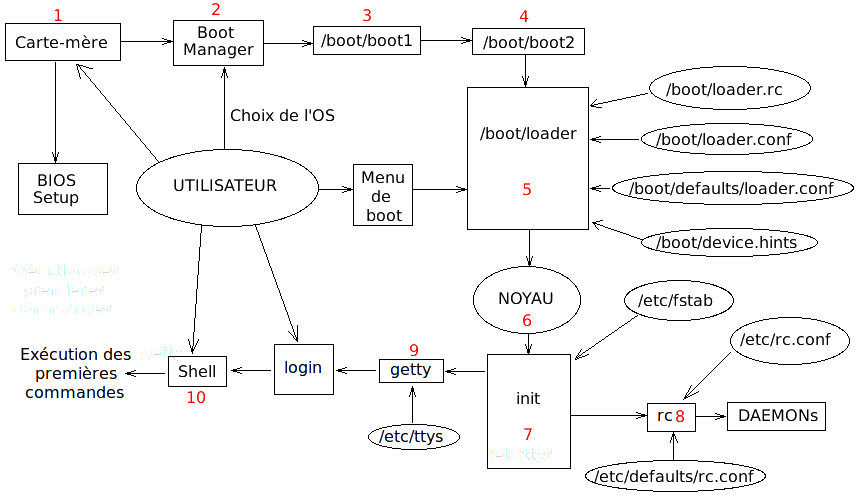 1
Carte-mère
2
Boot
Manager
3
/boot/boot1
4
/boot/boot2
Choix de l'OS
BIOS
Setup
UTILISATEUR
Menu
de
boot
/boot/loader
5
/boot/loader.rc
/boot/loader.conf
/boot/defaults/loader.conf
/boot/device.hints
NOYAU
6
/etc/fstab
/etc/rc.conf
Exécution des
premières
commandes
Shell
10
login
9
getty
/etc/ttys
init
7
rc 8
DAEMONs
/etc/defaults/rc.conf